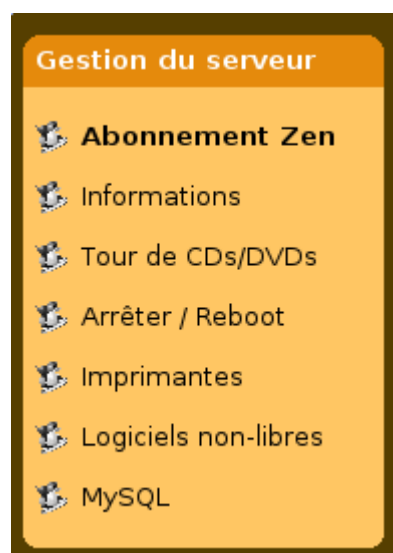 Gestion du serveur
Abonnement Zen
Informations
Tour de CDs/DVDs
Arrêter / Reboot
Imprimantes
Logiciels non-libres
MySQL